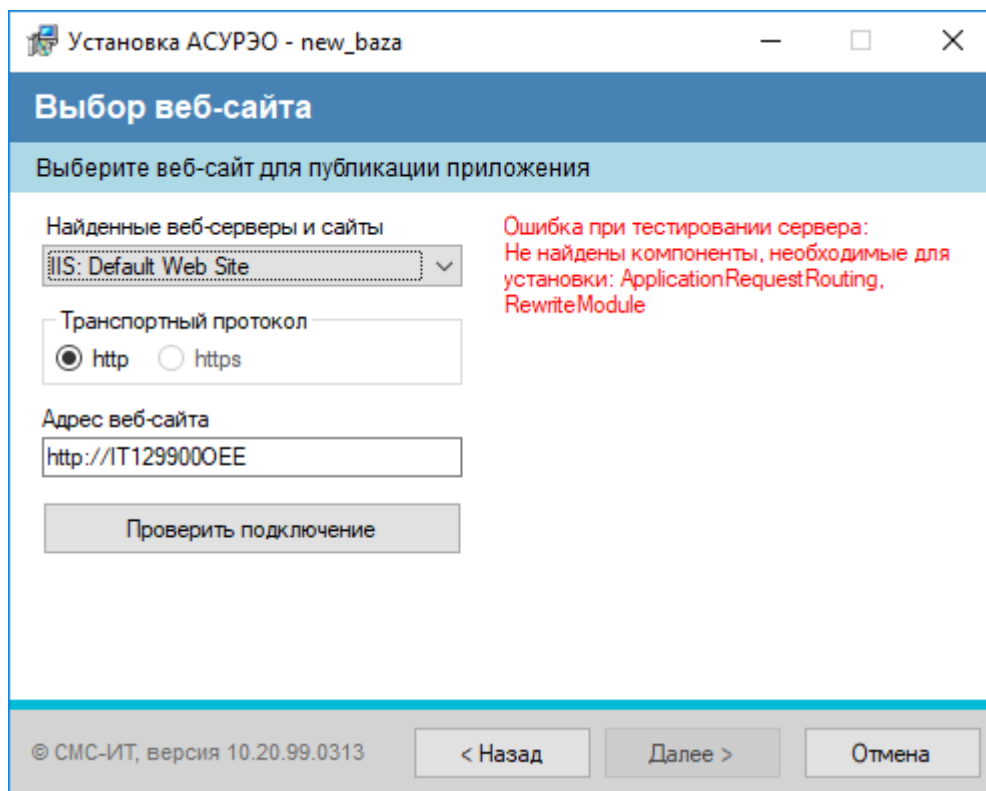 Установка АСУРЭО - new_baza
Выбор веб-сайта
Выберите веб-сайт для публикации приложения
Найденные веб-серверы и сайты
IIS: Default Web Site
Транспортный протокол
http
https
Адрес веб-сайта
http://IT129900OEE
Проверить подключение
Ошибка при тестировании сервера:
Не найдены компоненты, необходимые для
установки: ApplicationRequestRouting,
RewriteModule
© СМС-ИТ, версия 10.20.99.0313
< Назад
Далее >
Отмена